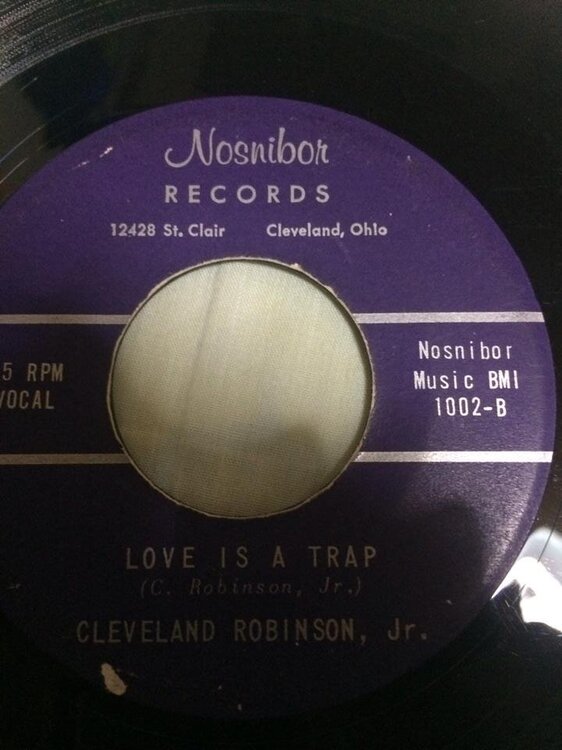 Nosnibor
RECORDS
12428 St. Clair Cleveland, Ohio
5 RPM
VOCAL
Nosnibor
Music BMI
1002-B
LOVE IS A TRAP
(C. Robinson, Jr.)
CLEVELAND ROBINSON, Jr.